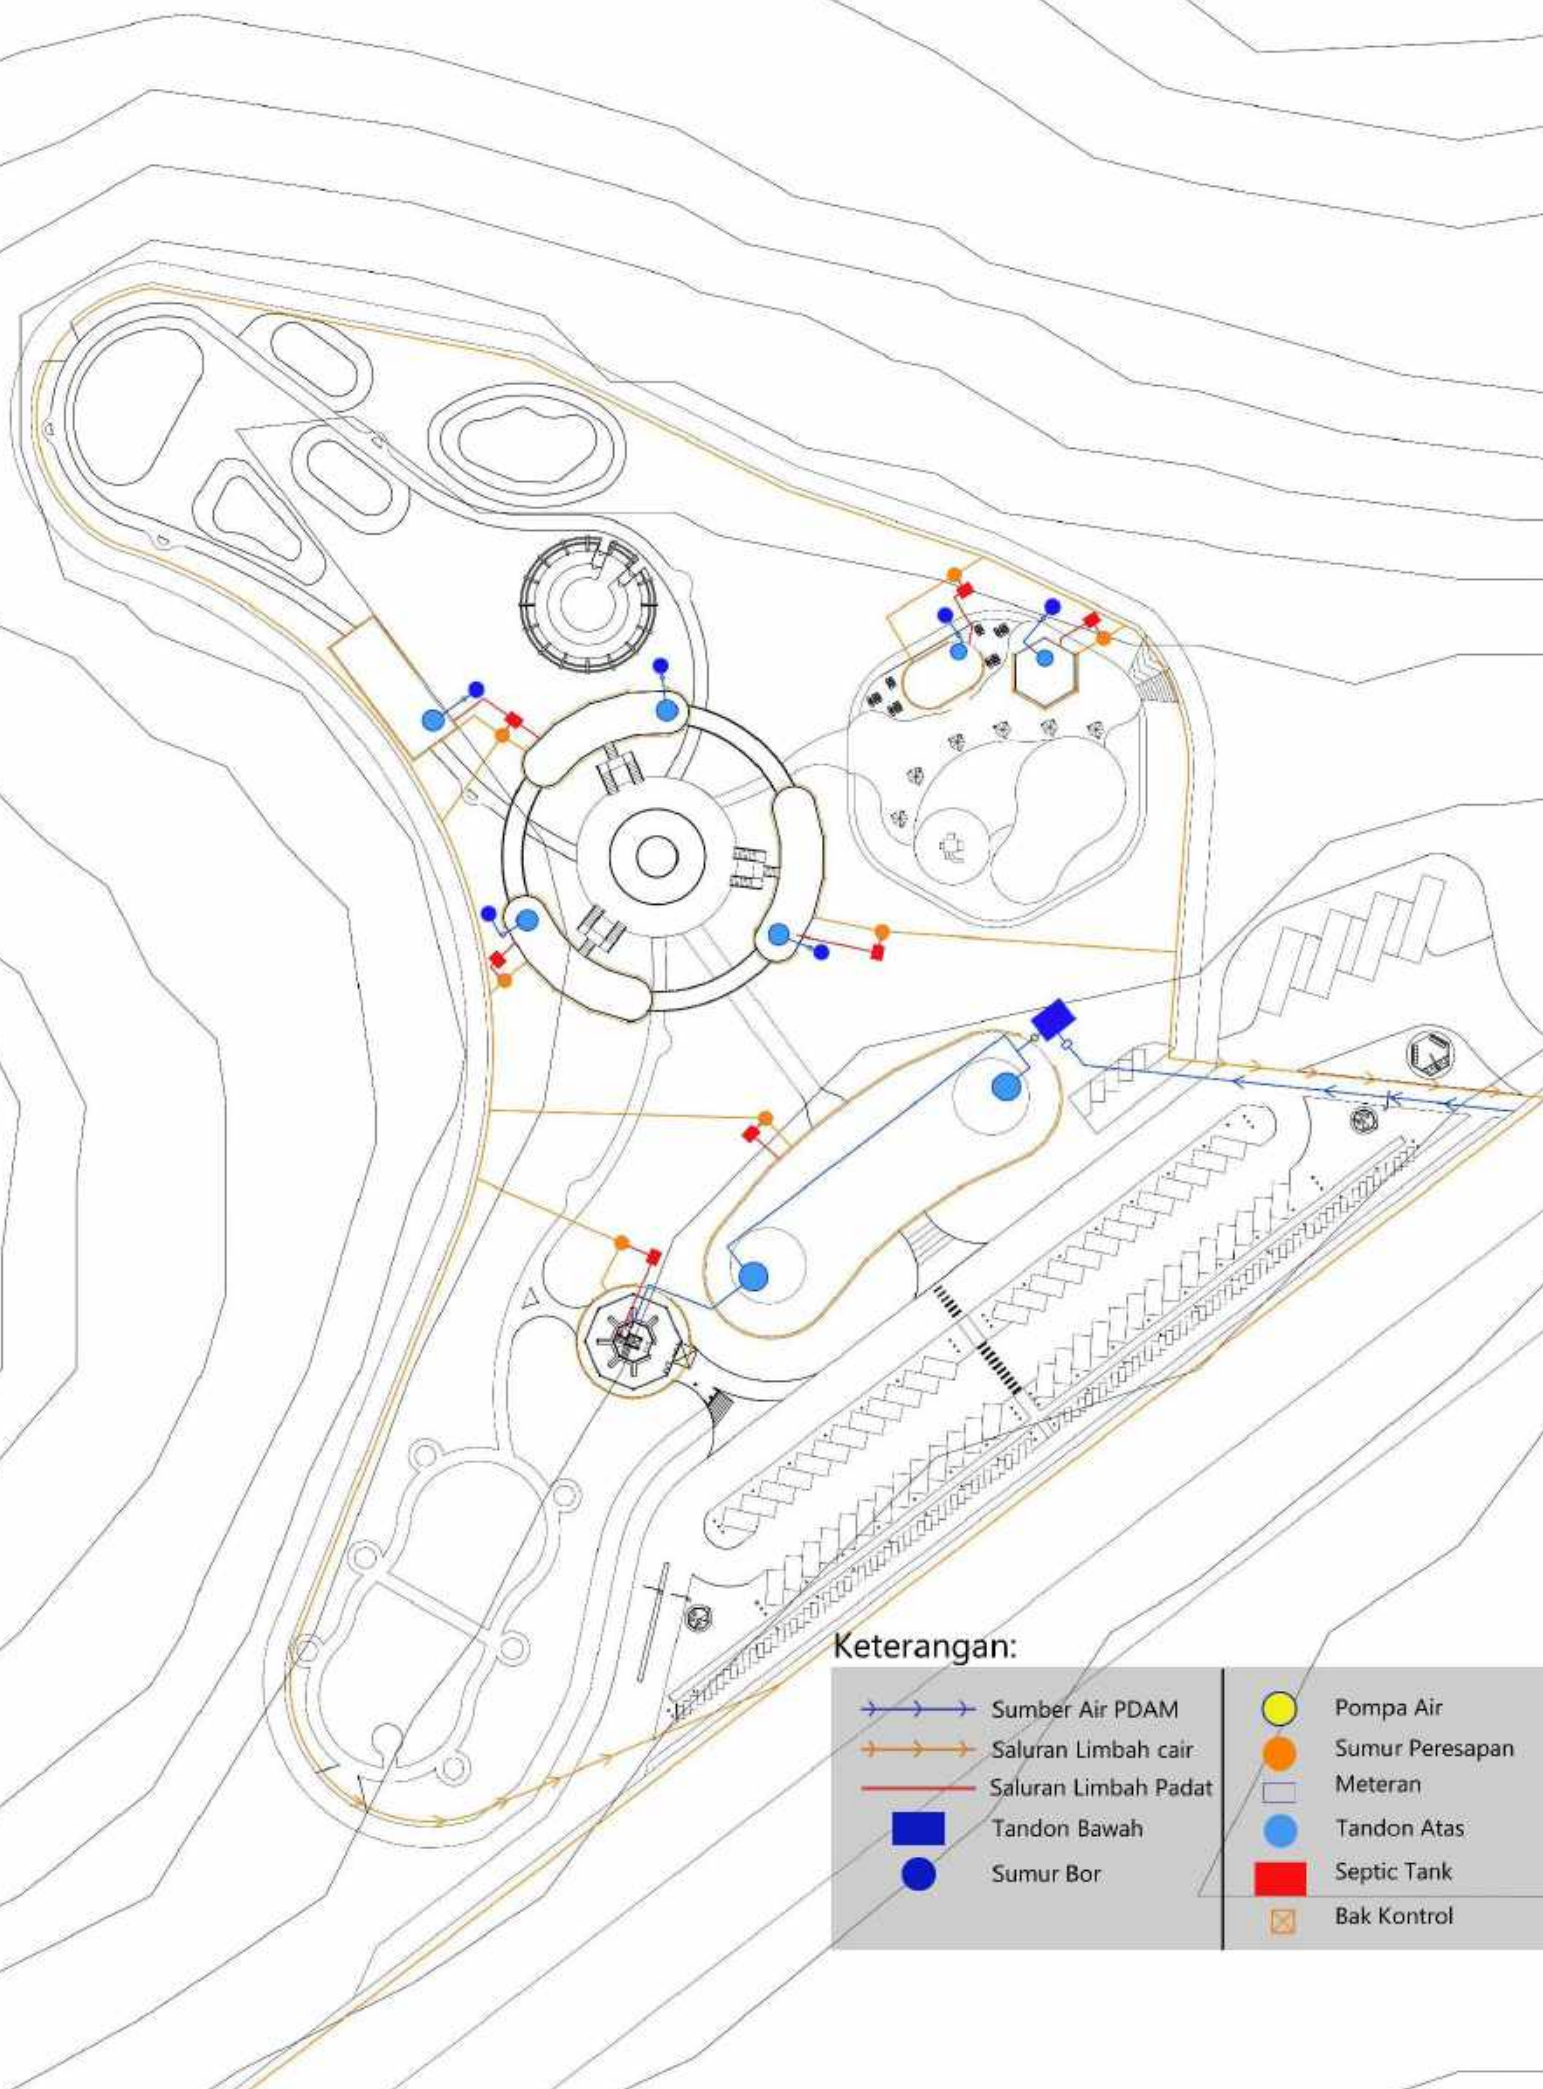 Keterangan:
Sumber Air PDAM
Saluran Limbah cair
Saluran Limbah Padat
Tandon Bawah
Sumur Bor
Pompa Air
Sumur Peresapan
Meteran
Tandon Atas
Septic Tank
Bak Kontrol